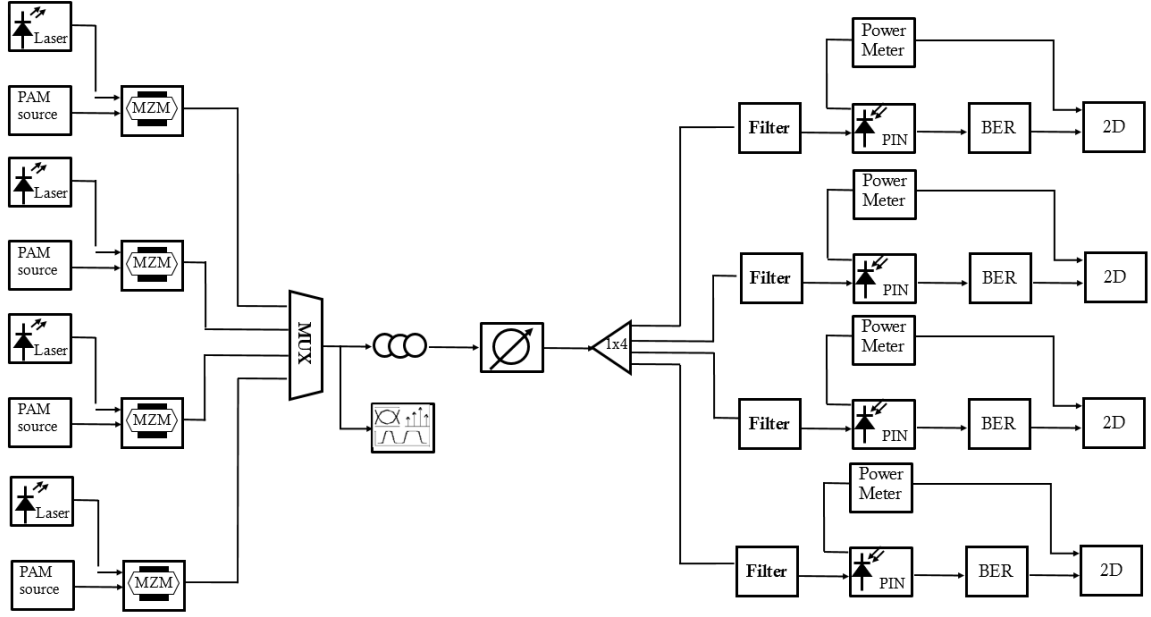 Laser
PAM
source
MZM
Laser
PAM
source
MZM
Laser
PAM
source
MZM
Laser
PAM
source
MZM
MUX
1x4
Power
Meter
Filter
PIN
BER
2D
Power
Meter
Filter
PIN
BER
2D
Power
Meter
Filter
PIN
BER
2D
Power
Meter
Filter
PIN
BER
2D